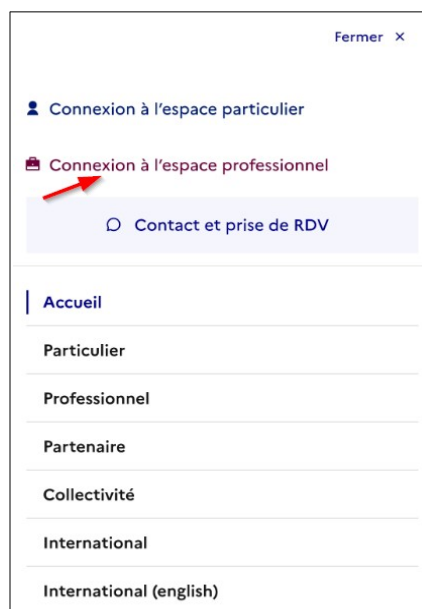 Fermer ×
Connexion à l'espace particulier
Connexion à l'espace professionnel
Contact et prise de RDV
Accueil
Particulier
Professionnel
Partenaire
Collectivité
International
International (english)